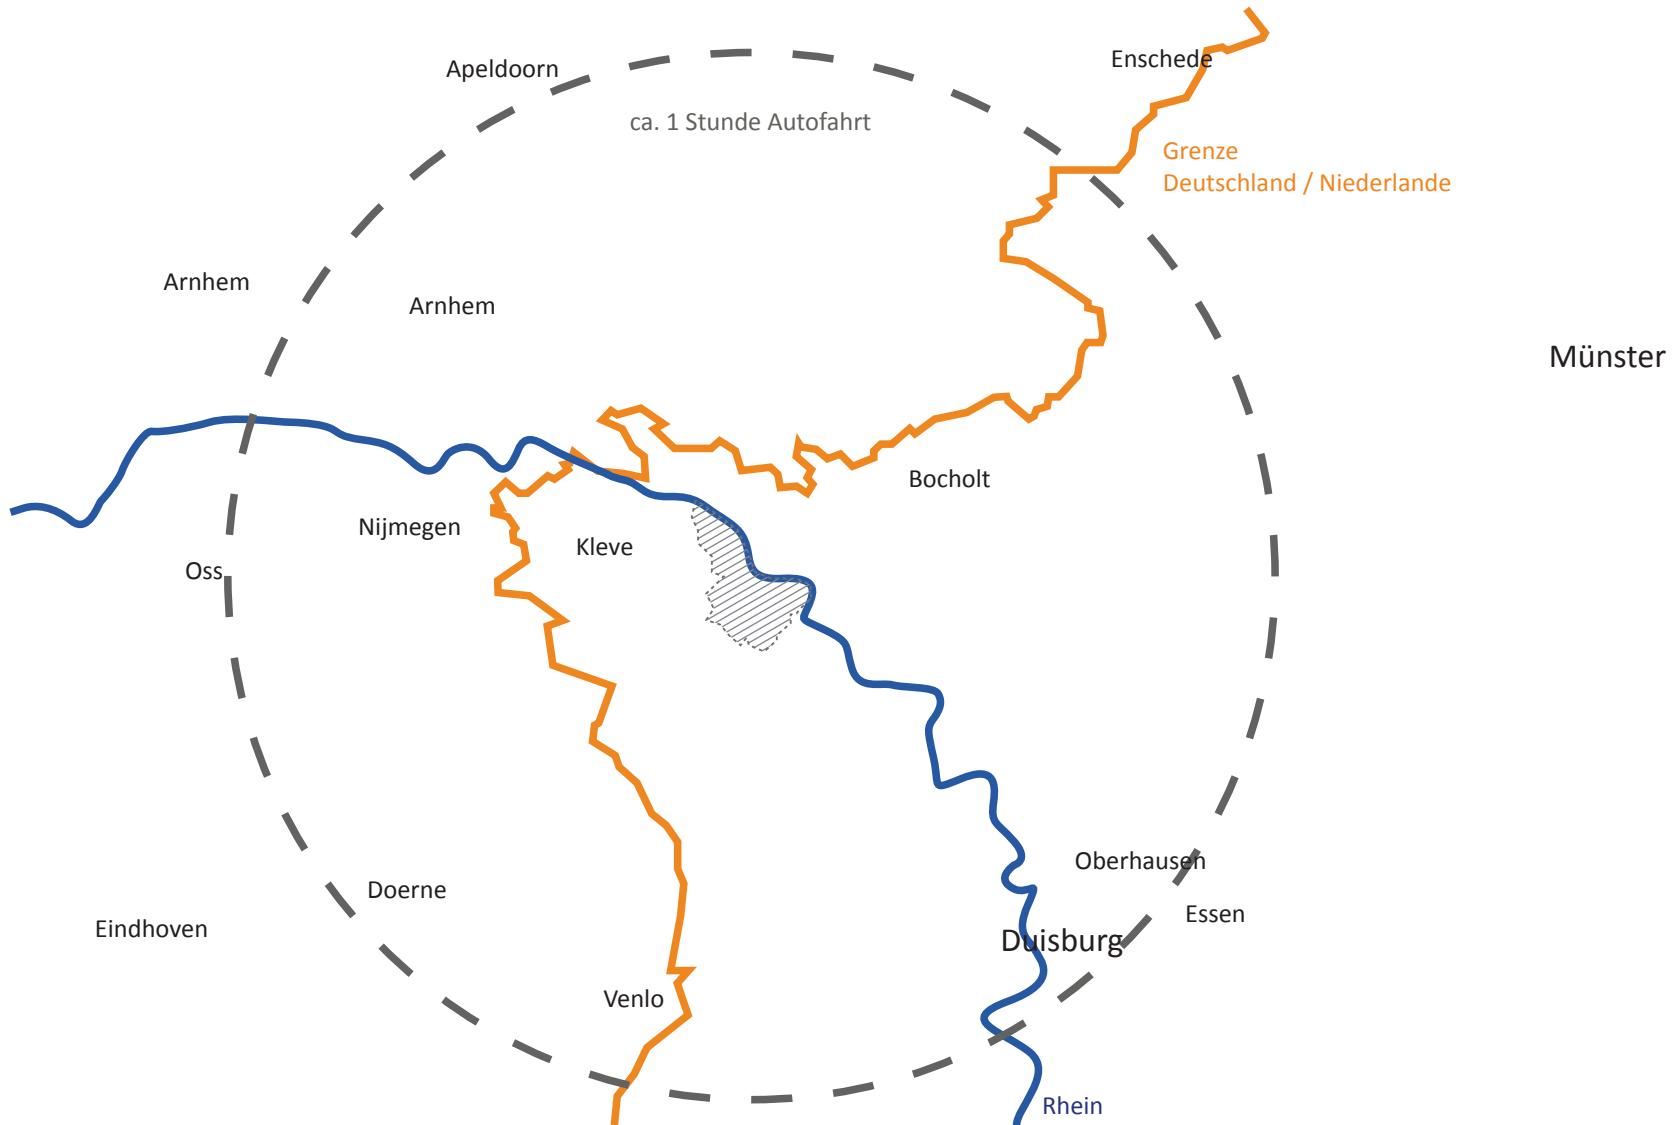 Enschede
Apeldoorn
ca. 1 Stunde Autofahrt
Grenze
Deutschland / Niederlande
Arnhem
Arnhem
Münster
Bocholt
Nijmegen
Kleve
Oss
Oberhausen
Doerne
Essen
Eindhoven
Duisburg
Venlo
Rhein